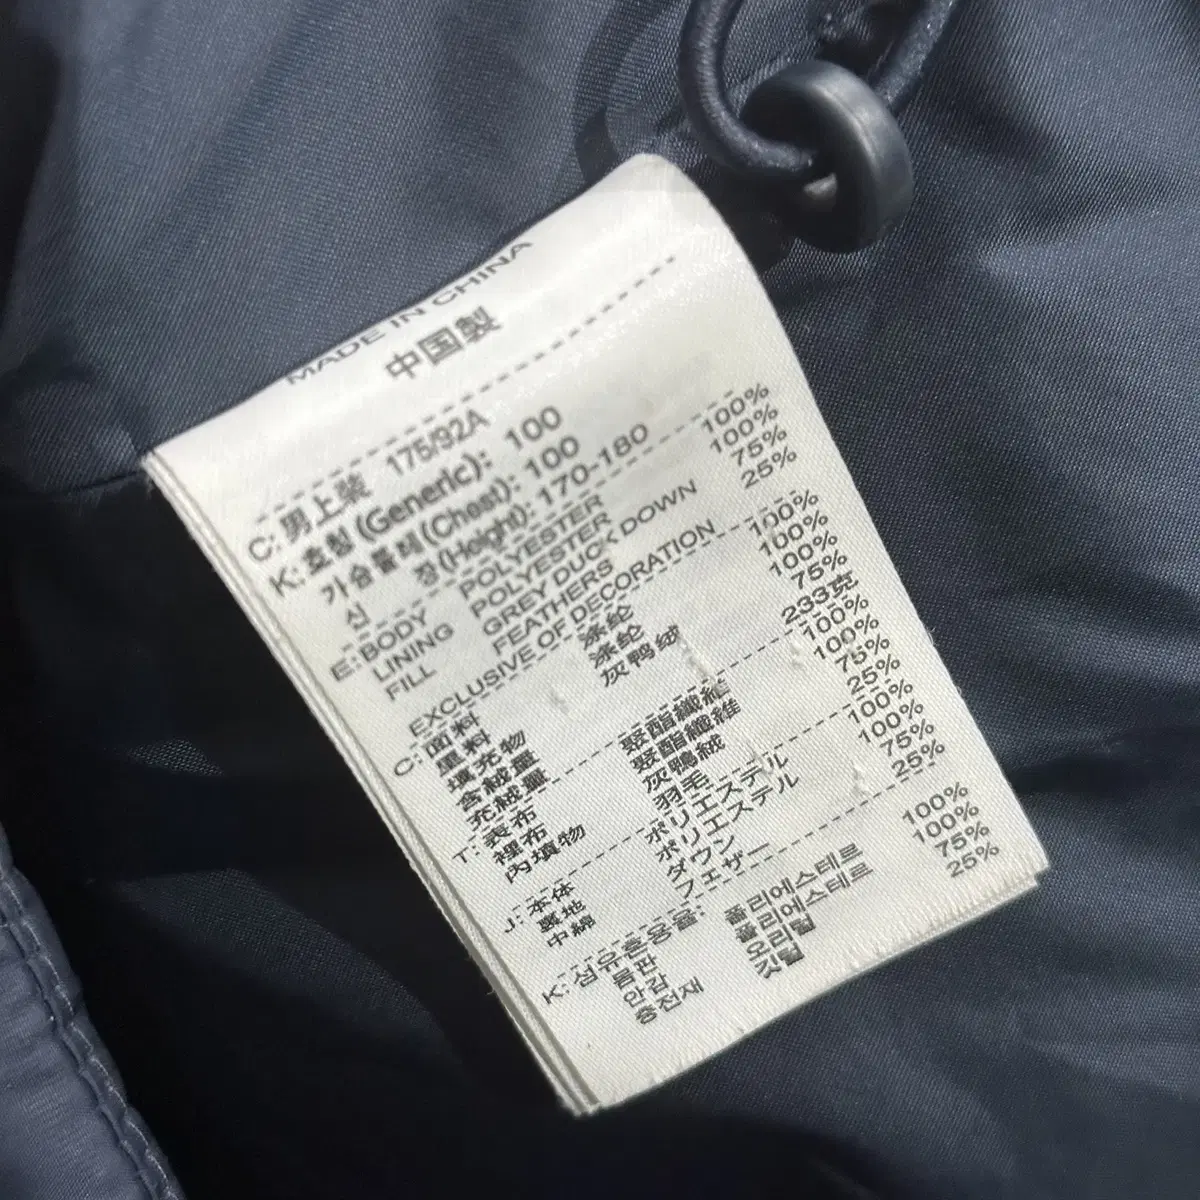 MADE IN CHINA
中国製
C: 男上装 175/92A
K: 호칭 (Generic): 100
가슴둘레 (Chest): 100
신 장(Height): 170-180
E: BODY POLYESTER 100%
LINING POLYESTER 100%
FILL GREY DUCK DOWN 75%
FEATHERS 25%
EXCLUSIVE OF DECORATION
C: 面料 涤纶 100%
里料 涤纶 100%
填充物 灰鸭绒 100%
含绒量 75%
充绒量 233克
T: 表布 聚酯纖維 100%
裡布 聚酯纖維 100%
內填物 灰鴨絨 75%
羽毛 25%
J: 本体 ポリエステル 100%
裏地 ポリエステル 100%
中綿 ダウン 75%
フェザー 25%
K: 섬유혼용율:
몸판 폴리에스테르 100%
안감 폴리에스테르 100%
충전재 오리털 75%
깃털 25%